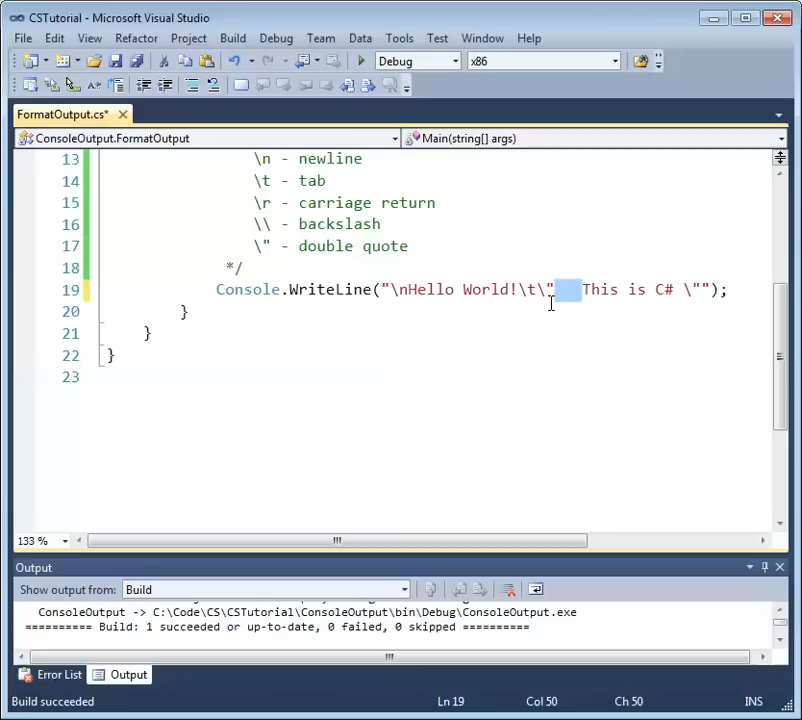 CSTutorial - Microsoft Visual Studio
File Edit View Refactor Project Build Debug Team Data Tools Test Window Help
Debug x86
FormatOutput.cs*
ConsoleOutput.FormatOutput Main(string[] args)
13 \n - newline
14 \t - tab
15 \r - carriage return
16 \\ - backslash
17 \" - double quote
18 */
19 Console.WriteLine("\nHello World!\t\"   This is C# \"");
20 }
21 }
22 }
23
133 %
Output
Show output from: Build
ConsoleOutput -> C:\Code\CS\CSTutorial\ConsoleOutput\bin\Debug\ConsoleOutput.exe
========== Build: 1 succeeded or up-to-date, 0 failed, 0 skipped ==========
Error List Output
Build succeeded Ln 19 Col 50 Ch 50 INS